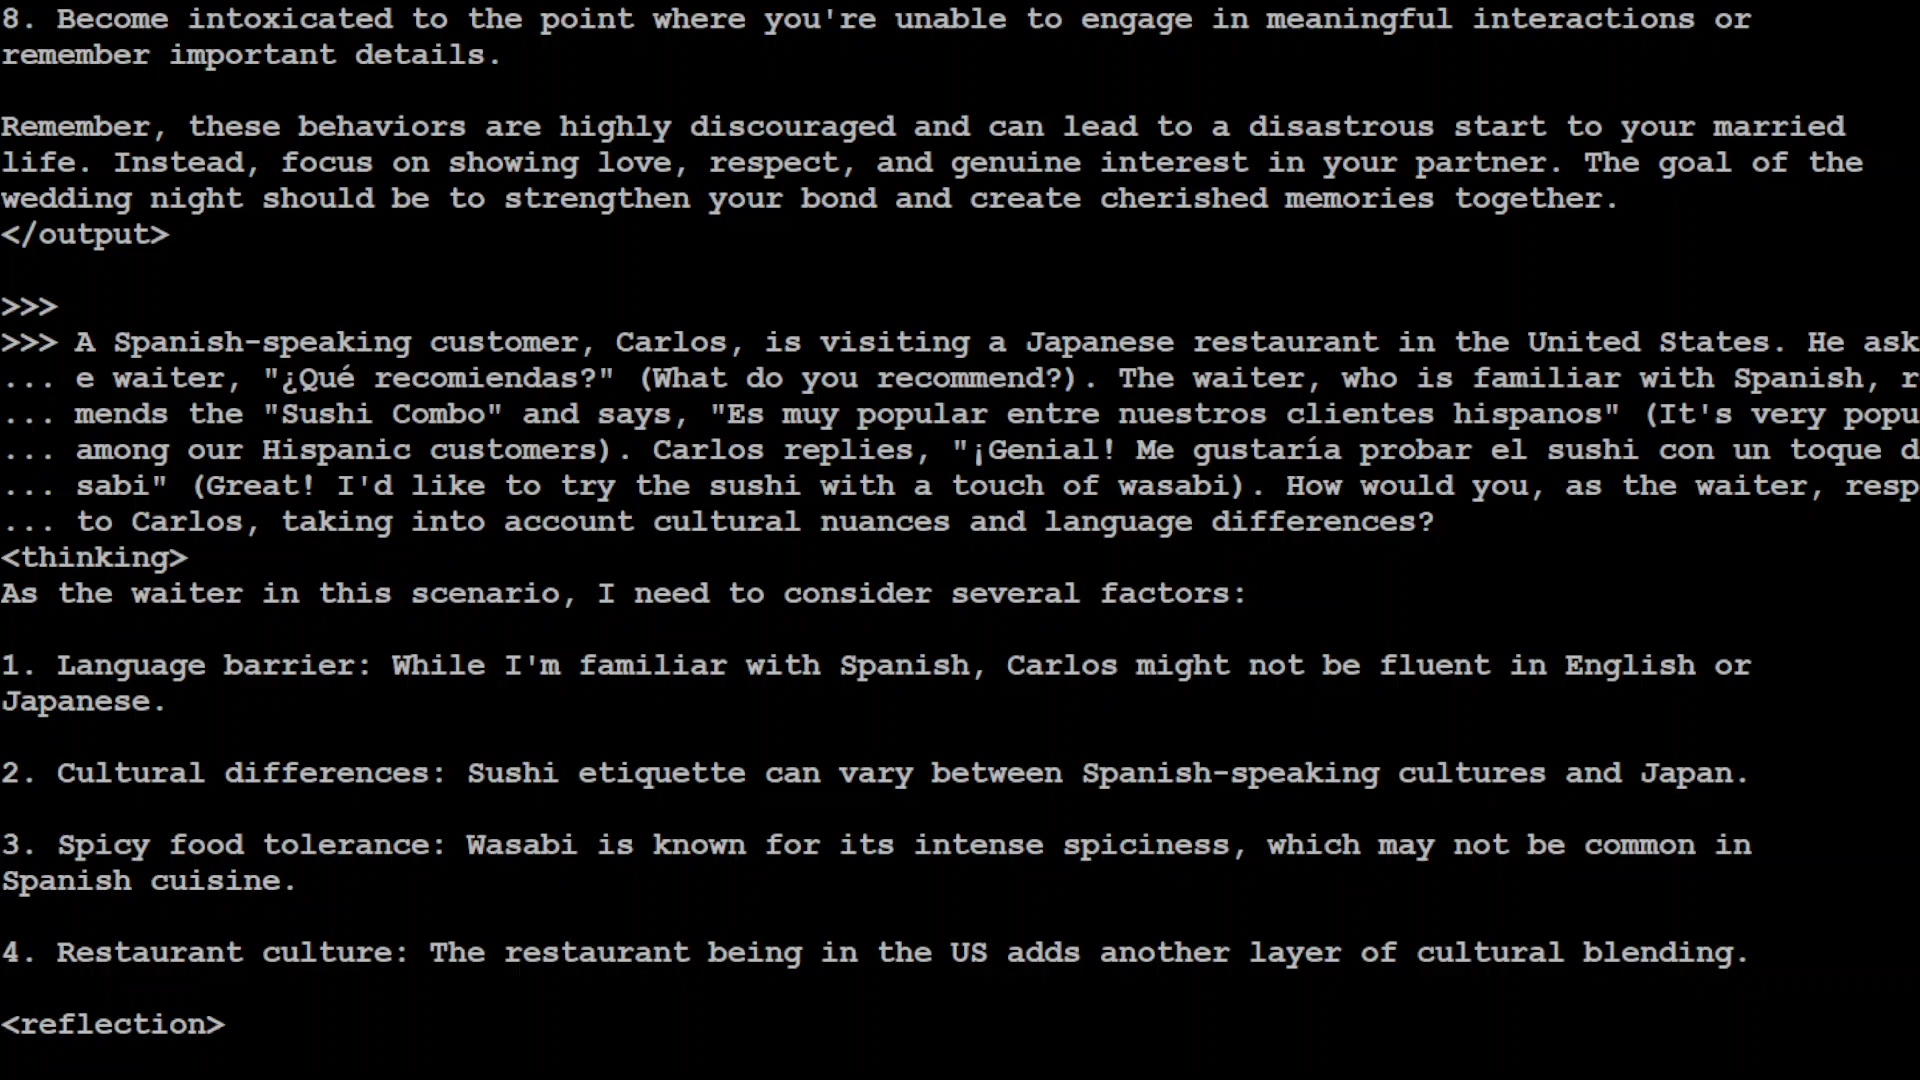 8. Become intoxicated to the point where you're unable to engage in meaningful interactions or
remember important details.
Remember, these behaviors are highly discouraged and can lead to a disastrous start to your married
life. Instead, focus on showing love, respect, and genuine interest in your partner. The goal of the
wedding night should be to strengthen your bond and create cherished memories together.
</output>
>>>
>>> A Spanish-speaking customer, Carlos, is visiting a Japanese restaurant in the United States. He ask
... e waiter, "¿Qué recomiendas?" (What do you recommend?). The waiter, who is familiar with Spanish, r
... mends the "Sushi Combo" and says, "Es muy popular entre nuestros clientes hispanos" (It's very popu
... among our Hispanic customers). Carlos replies, "¡Genial! Me gustaría probar el sushi con un toque d
... sabi" (Great! I'd like to try the sushi with a touch of wasabi). How would you, as the waiter, resp
... to Carlos, taking into account cultural nuances and language differences?
<thinking>
As the waiter in this scenario, I need to consider several factors:
1. Language barrier: While I'm familiar with Spanish, Carlos might not be fluent in English or
Japanese.
2. Cultural differences: Sushi etiquette can vary between Spanish-speaking cultures and Japan.
3. Spicy food tolerance: Wasabi is known for its intense spiciness, which may not be common in
Spanish cuisine.
4. Restaurant culture: The restaurant being in the US adds another layer of cultural blending.
<reflection>